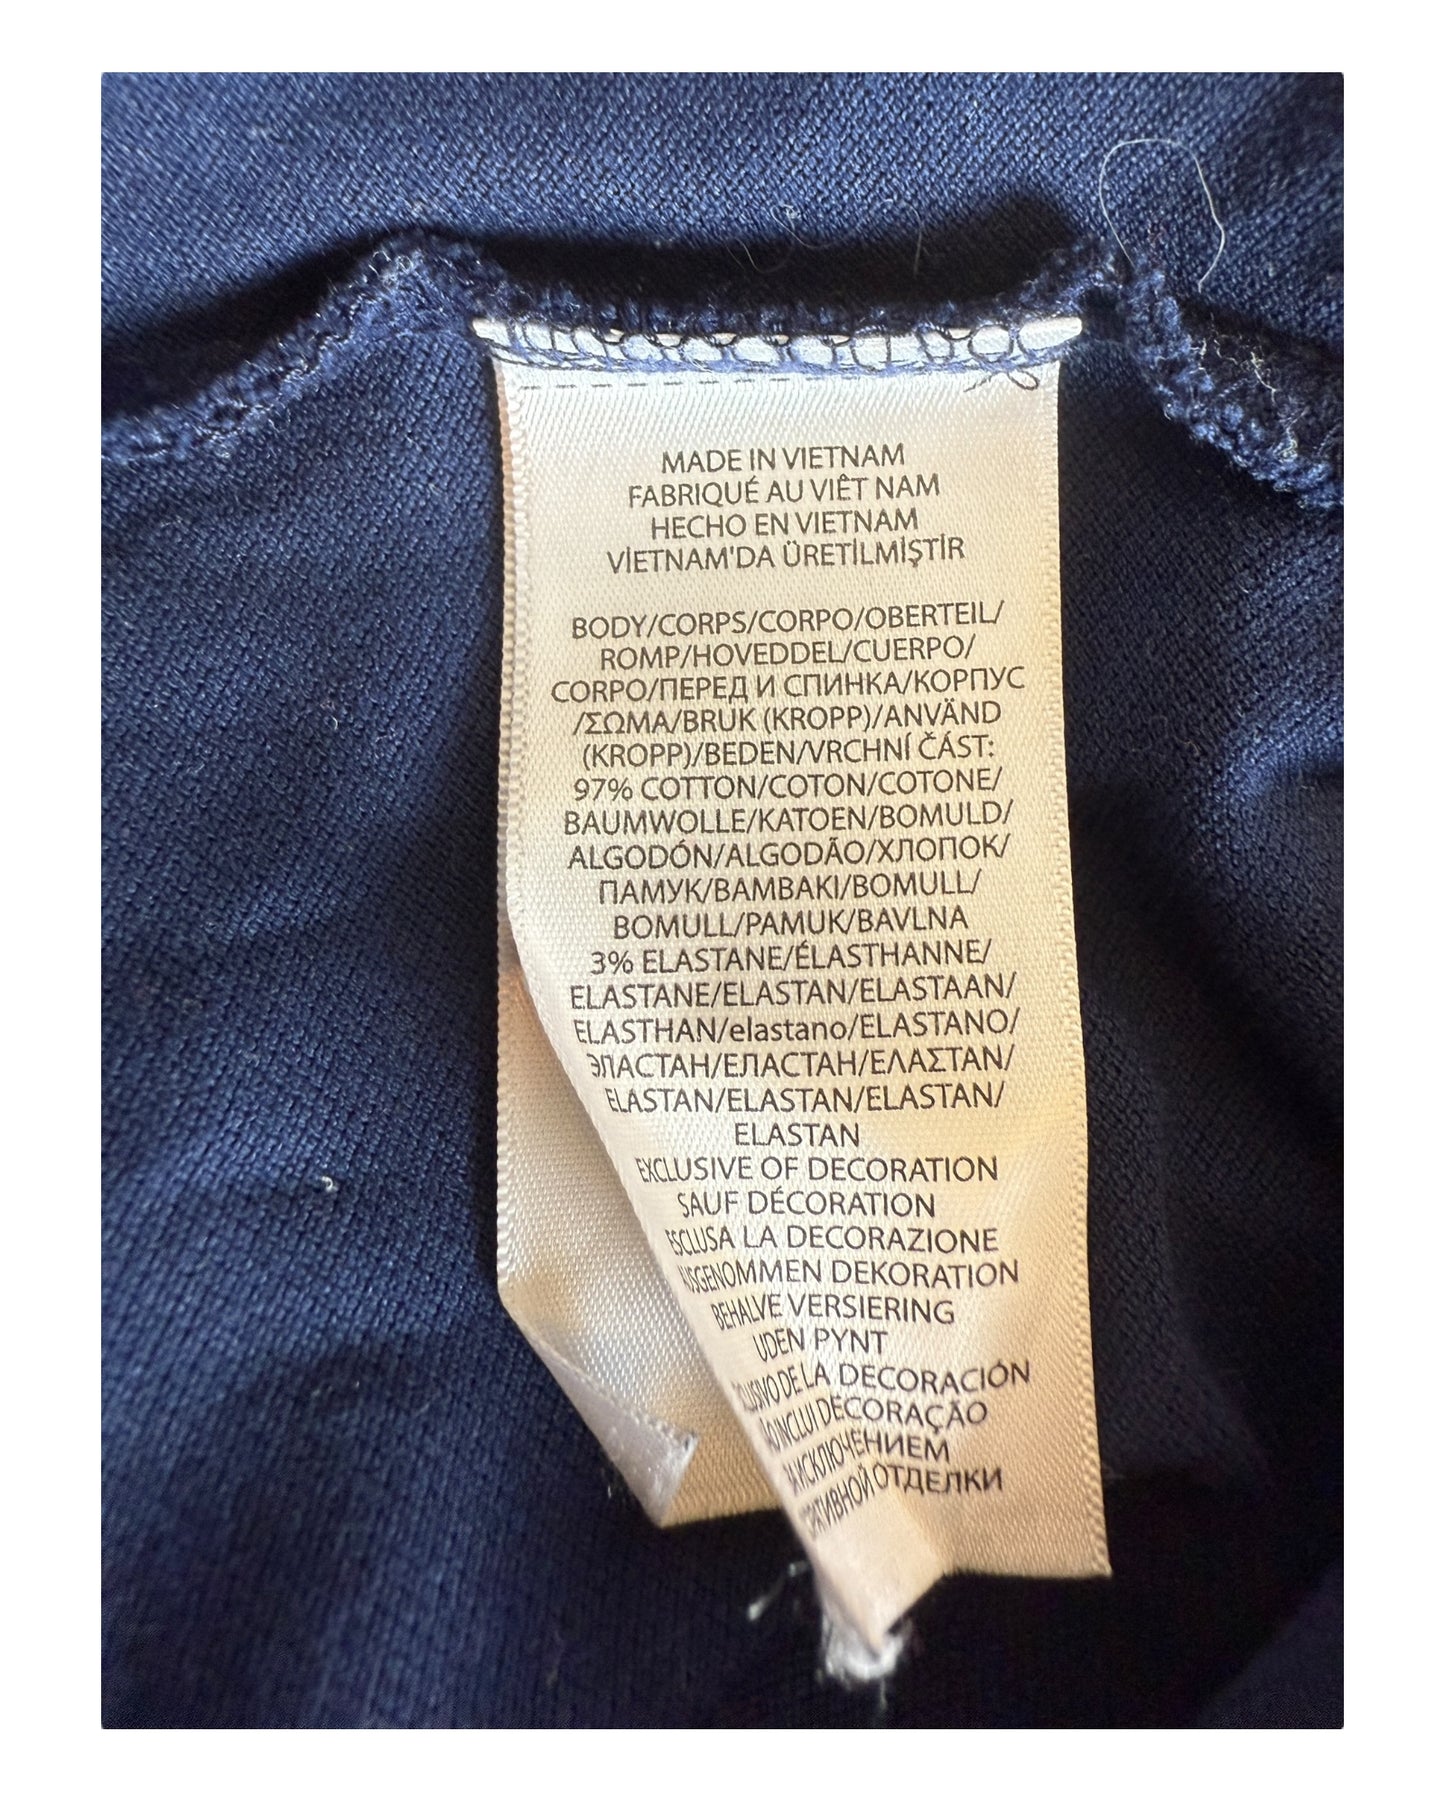 MADE IN VIETNAM
FABRIQUÉ AU VIÊT NAM
HECHO EN VIETNAM
VİETNAM'DA ÜRETİLMİŞTİR
BODY/CORPS/CORPO/OBERTEIL/
ROMP/HOVEDDEL/CUERPO/
CORPO/ПЕРЕД И СПИНКА/КОРПУС
/ΣΩΜΑ/BRUK (KROPP)/ANVÄND
(KROPP)/BEDEN/VRCHNÍ ČÁST:
97% COTTON/COTON/COTONE/
BAUMWOLLE/KATOEN/BOMULD/
ALGODÓN/ALGODÃO/ХЛОПОК/
ПАМУК/BAMBAKI/BOMULL/
BOMULL/PAMUK/BAVLNA
3% ELASTANE/ÉLASTHANNE/
ELASTANE/ELASTAN/ELASTAAN/
ELASTHAN/elastano/ELASTANO/
ЭЛАСТАН/ЕЛАСТАН/ΕΛΑΣΤΑΝ/
ELASTAN/ELASTAN/ELASTAN/
ELASTAN
EXCLUSIVE OF DECORATION
SAUF DÉCORATION
ESCLUSA LA DECORAZIONE
AUSGENOMMEN DEKORATION
BEHALVE VERSIERING
UDEN PYNT
DE LA DECORACIÓN
INCLUI DECORAÇÃO
ИСКЛЮЧЕНИЕМ
ОТДЕЛКИ